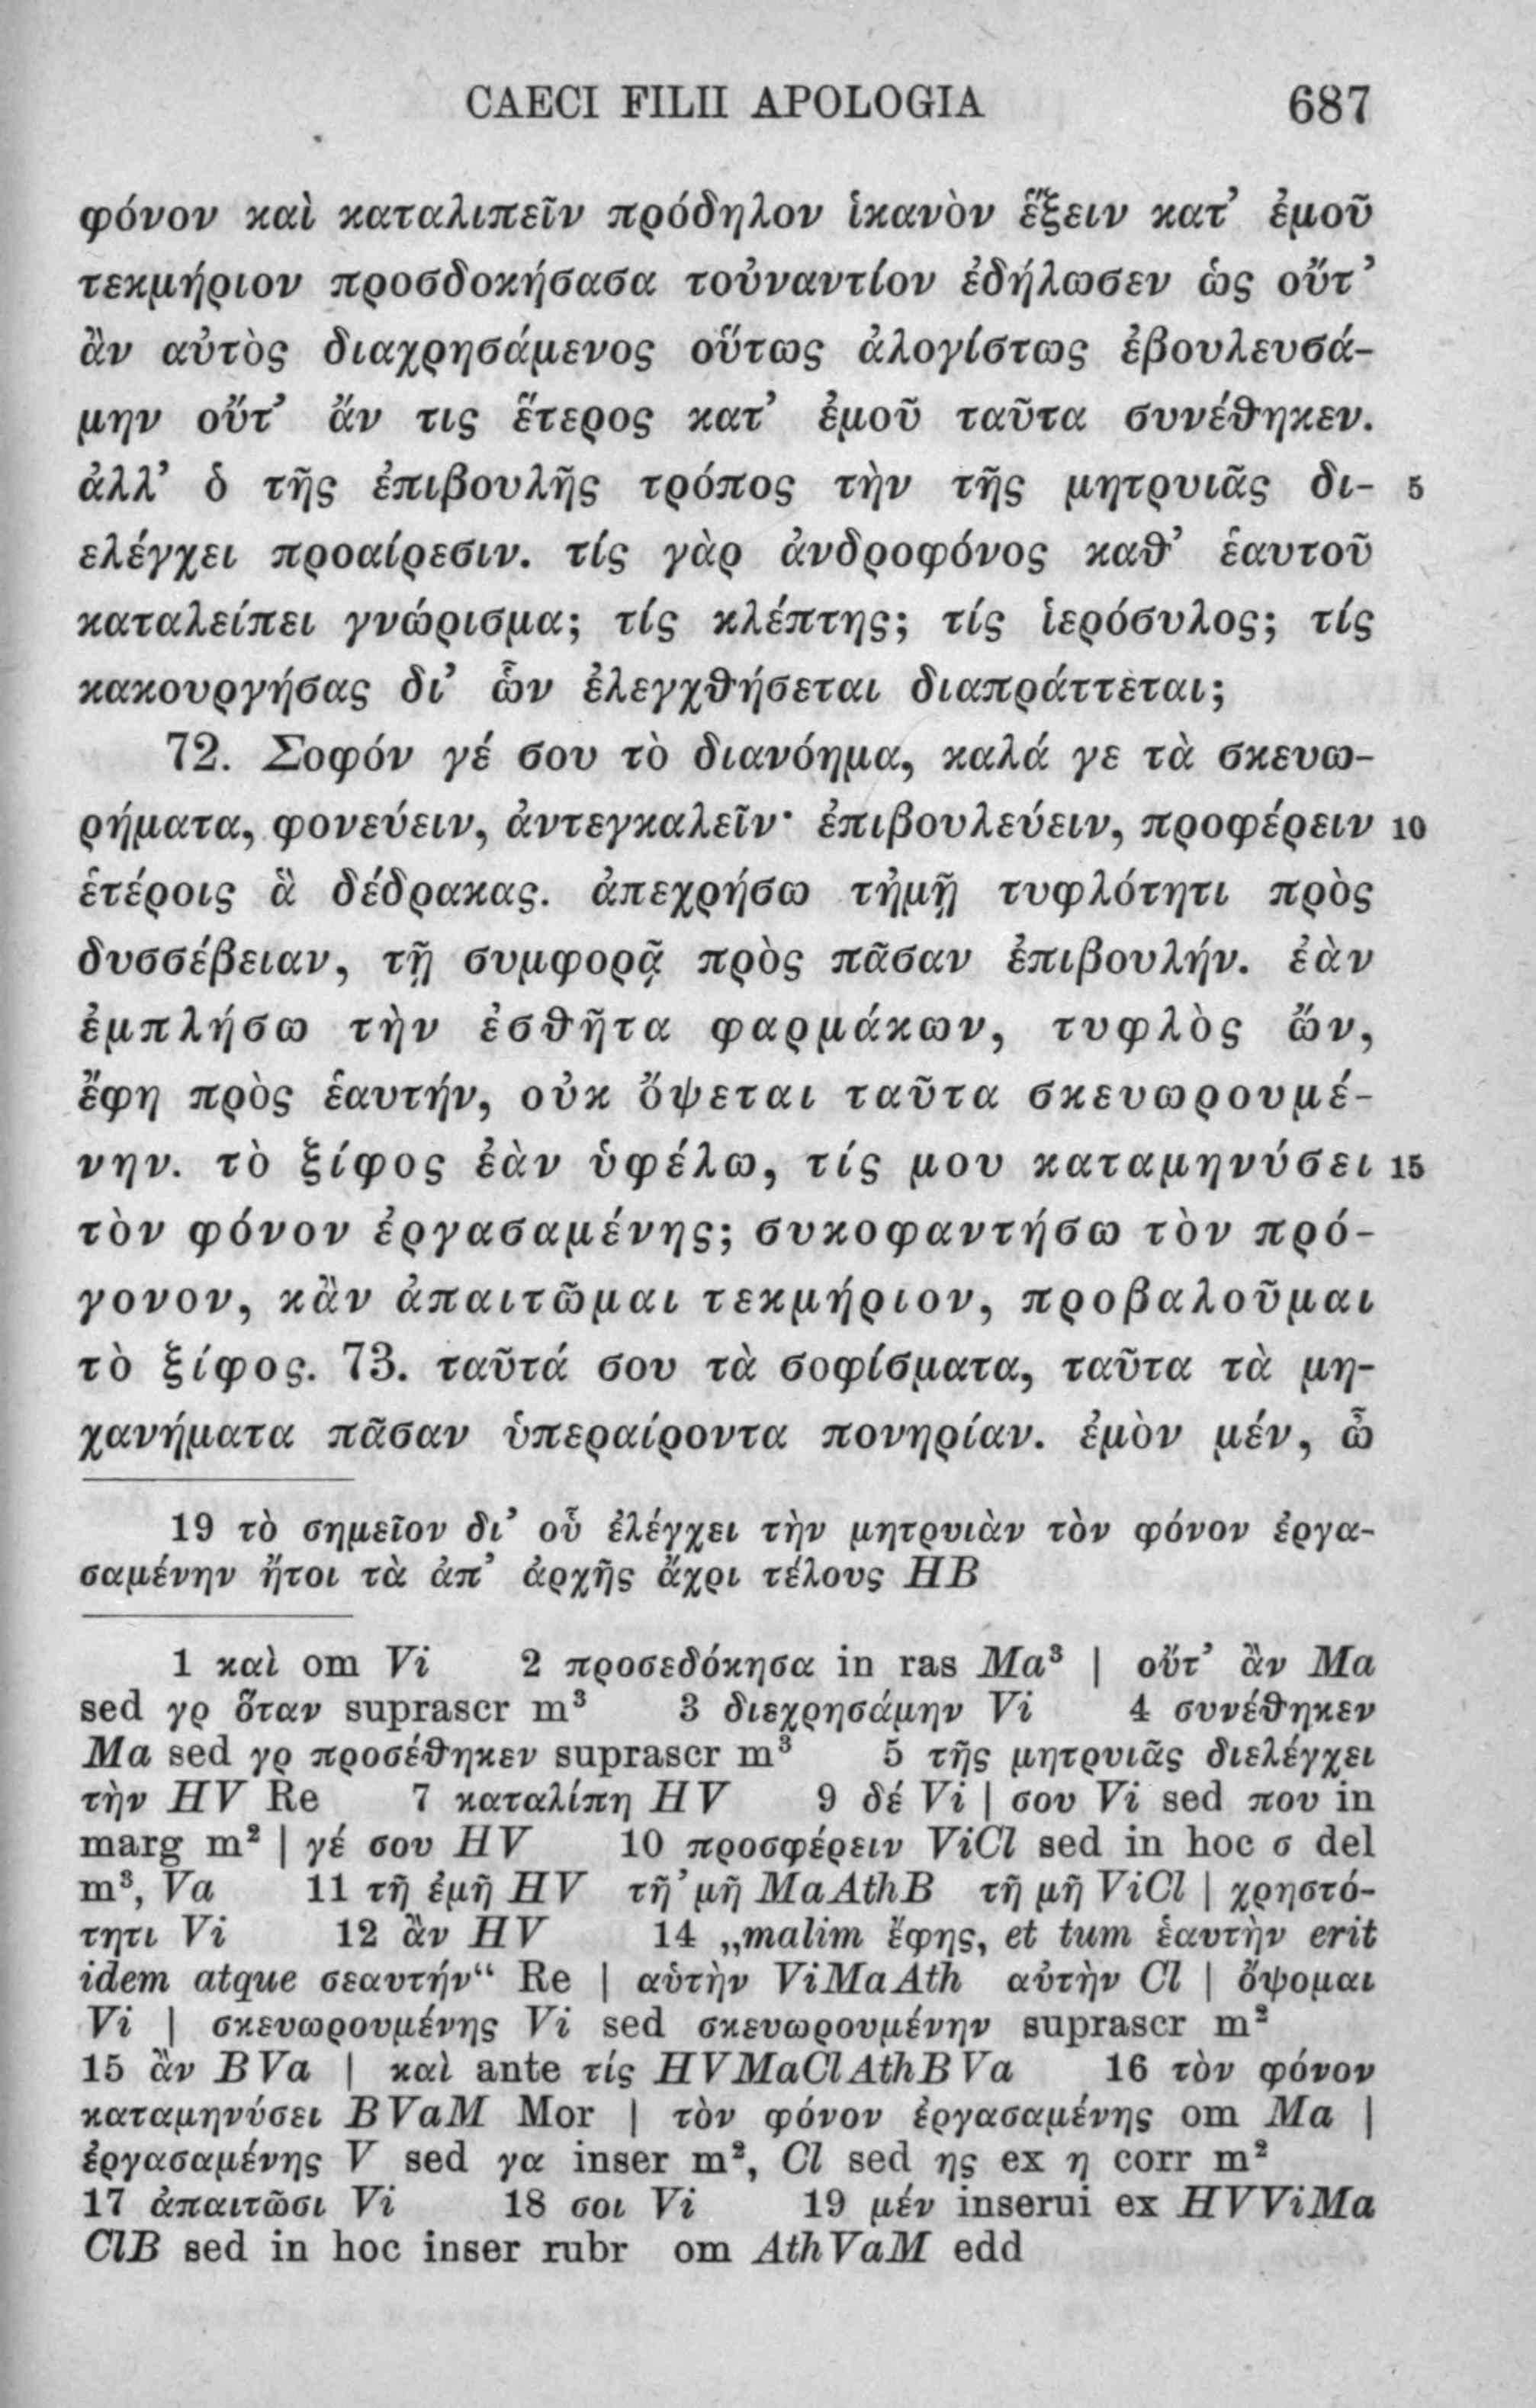 CAECI FILII APOLOGIA 687
φόνον καὶ καταλιπεῖν πρόδηλον ἱκανὸν ἕξειν κατ' ἐμοῦ
τεκμήριον προσδοκήσασα τοὐναντίον ἐδήλωσεν ὡς οὔτ'
ἂν αὐτὸς διαχρησάμενος οὕτως ἀλογίστως ἐβουλευσά-
μην οὔτ' ἄν τις ἕτερος κατ' ἐμοῦ ταῦτα συνέθηκεν.
ἀλλ' ὁ τῆς ἐπιβουλῆς τρόπος τὴν τῆς μητρυιᾶς δι- 5
ελέγχει προαίρεσιν. τίς γὰρ ἀνδροφόνος καθ' ἑαυτοῦ
καταλείπει γνώρισμα; τίς κλέπτης; τίς ἱερόσυλος; τίς
κακουργήσας δι' ὧν ἐλεγχθήσεται διαπράττεται;
72. Σοφόν γέ σου τὸ διανόημα, καλά γε τὰ σκευω-
ρήματα, φονεύειν, ἀντεγκαλεῖν· ἐπιβουλεύειν, προφέρειν 10
ἑτέροις ἃ δέδρακας. ἀπεχρήσω τἠμῇ τυφλότητι πρὸς
δυσσέβειαν, τῇ συμφορᾷ πρὸς πᾶσαν ἐπιβουλήν. ἐὰν
ἐμπλήσω τὴν ἐσθῆτα φαρμάκων, τυφλὸς ὤν,
ἔφη πρὸς ἑαυτήν, οὐκ ὄψεται ταῦτα σκευωρουμέ-
νην. τὸ ξίφος ἐὰν ὑφέλω, τίς μου καταμηνύσει 15
τὸν φόνον ἐργασαμένης; συκοφαντήσω τὸν πρό-
γονον, κἂν ἀπαιτῶμαι τεκμήριον, προβαλοῦμαι
τὸ ξίφος. 73. ταῦτά σου τὰ σοφίσματα, ταῦτα τὰ μη-
χανήματα πᾶσαν ὑπεραίροντα πονηρίαν. ἐμὸν μέν, ὦ
19 τὸ σημεῖον δι' οὗ ἐλέγχει τὴν μητρυιὰν τὸν φόνον ἐργα-
σαμένην ἤτοι τὰ ἀπ' ἀρχῆς ἄχρι τέλους HB
1 καὶ om Vi 2 προσεδόκησα in ras Ma³ | οὔτ' ἂν Ma
sed γρ ὅταν suprascr m³ 3 διεχρησάμην Vi 4 συνέθηκεν
Ma sed γρ προσέθηκεν suprascr m³ 5 τῆς μητρυιᾶς διελέγχει
τὴν HV Re 7 καταλίπη HV 9 δέ Vi | σου Vi sed που in
marg m² | γέ σου HV 10 προσφέρειν ViCl sed in hoc σ del
m³, Va 11 τῆ ἐμῆ HV τῆ 'μῆ MaAthB τῆ μῆ ViCl | χρηστό-
τητι Vi 12 ἂν HV 14 „malim ἔφης, et tum ἑαυτὴν erit
idem atque σεαυτήν“ Re | αὑτὴν ViMaAth αὐτὴν Cl | ὄψομαι
Vi | σκευωρουμένης Vi sed σκευωρουμένην suprascr m²
15 ἂν BVa | καὶ ante τίς HVMaClAthBVa 16 τὸν φόνον
καταμηνύσει BVaM Mor | τὸν φόνον ἐργασαμένης om Ma |
ἐργασαμένης V sed γα inser m², Cl sed ης ex η corr m²
17 ἀπαιτῶσι Vi 18 σοι Vi 19 μέν inserui ex HVViMa
ClB sed in hoc inser rubr om AthVaM edd